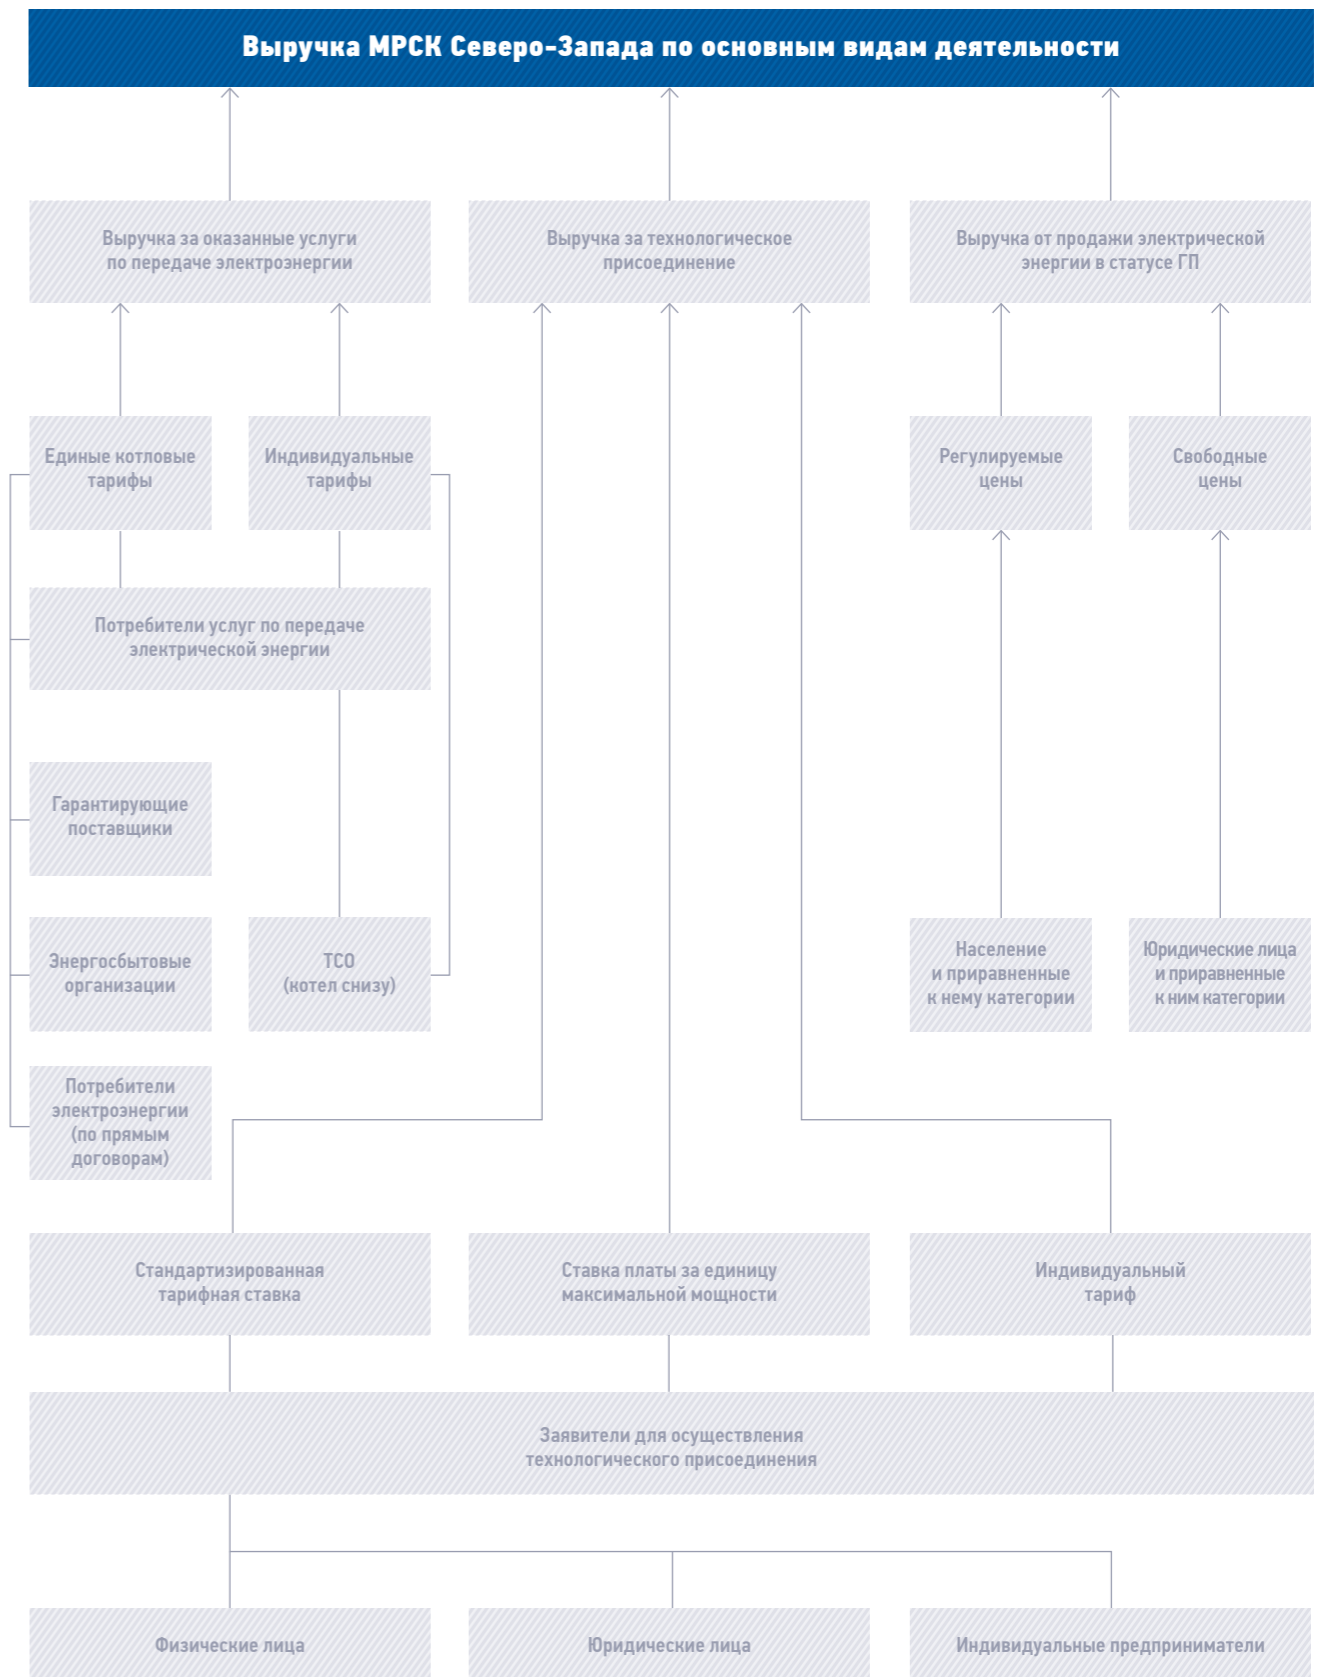 Выручка МРСК Северо-Запада по основным видам деятельности
Выручка за оказанные услуги
по передаче электроэнергии
Выручка за технологическое
присоединение
Выручка от продажи электрической
энергии в статусе ГП
Единые котловые
тарифы
Индивидуальные
тарифы
Регулируемые
цены
Свободные
цены
Потребители услуг по передаче
электрической энергии
Гарантирующие
поставщики
Энергосбытовые
организации
ТСО
(котел снизу)
Население
и приравненные
к нему категории
Юридические лица
и приравненные
к ним категории
Потребители
электроэнергии
(по прямым
договорам)
Стандартизированная
тарифная ставка
Ставка платы за единицу
максимальной мощности
Индивидуальный
тариф
Заявители для осуществления
технологического присоединения
Физические лица
Юридические лица
Индивидуальные предприниматели